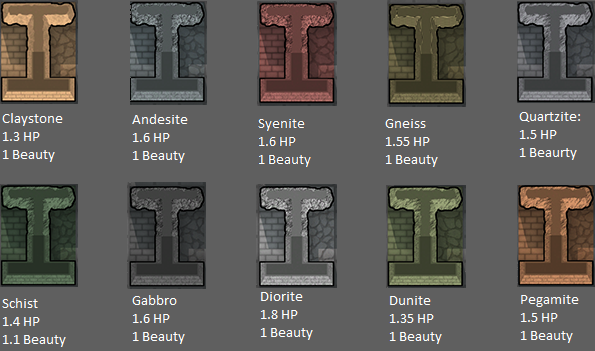 Claystone
1.3 HP
1 Beauty
Andesite
1.6 HP
1 Beauty
Syenite
1.6 HP
1 Beauty
Gneiss
1.55 HP
1 Beauty
Quartzite:
1.5 HP
1 Beaurty
Schist
1.4 HP
1.1 Beauty
Gabbro
1.6 HP
1 Beauty
Diorite
1.8 HP
1 Beauty
Dunite
1.35 HP
1 Beauty
Pegamite
1.5 HP
1 Beauty